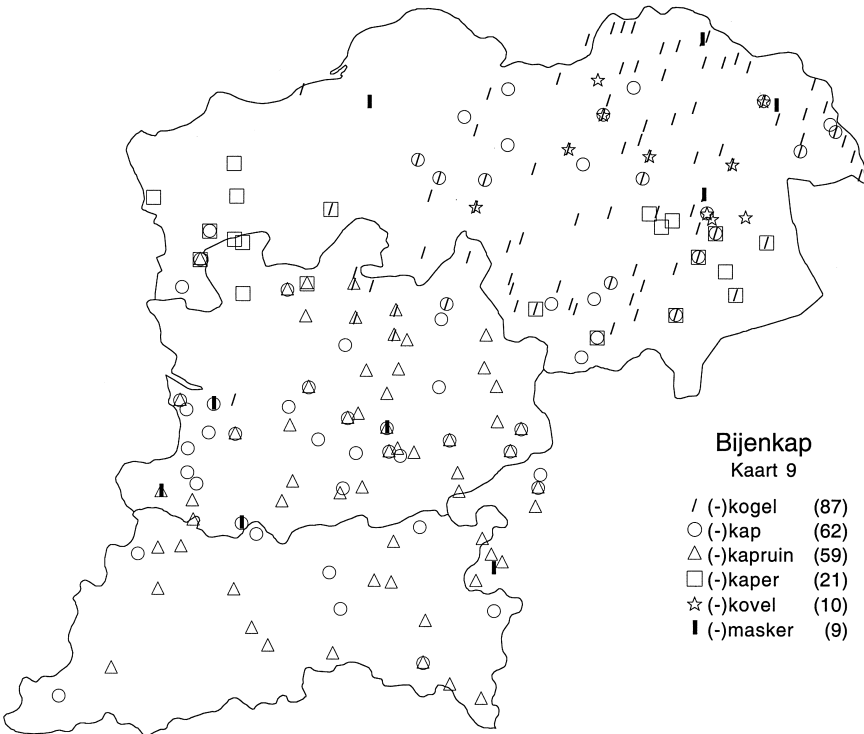 Bijenkap
Kaart 9
(-)kogel (87)
(-)kap (62)
(-)kapruin (59)
(-)kaper (21)
(-)kovel (10)
(-)masker (9)